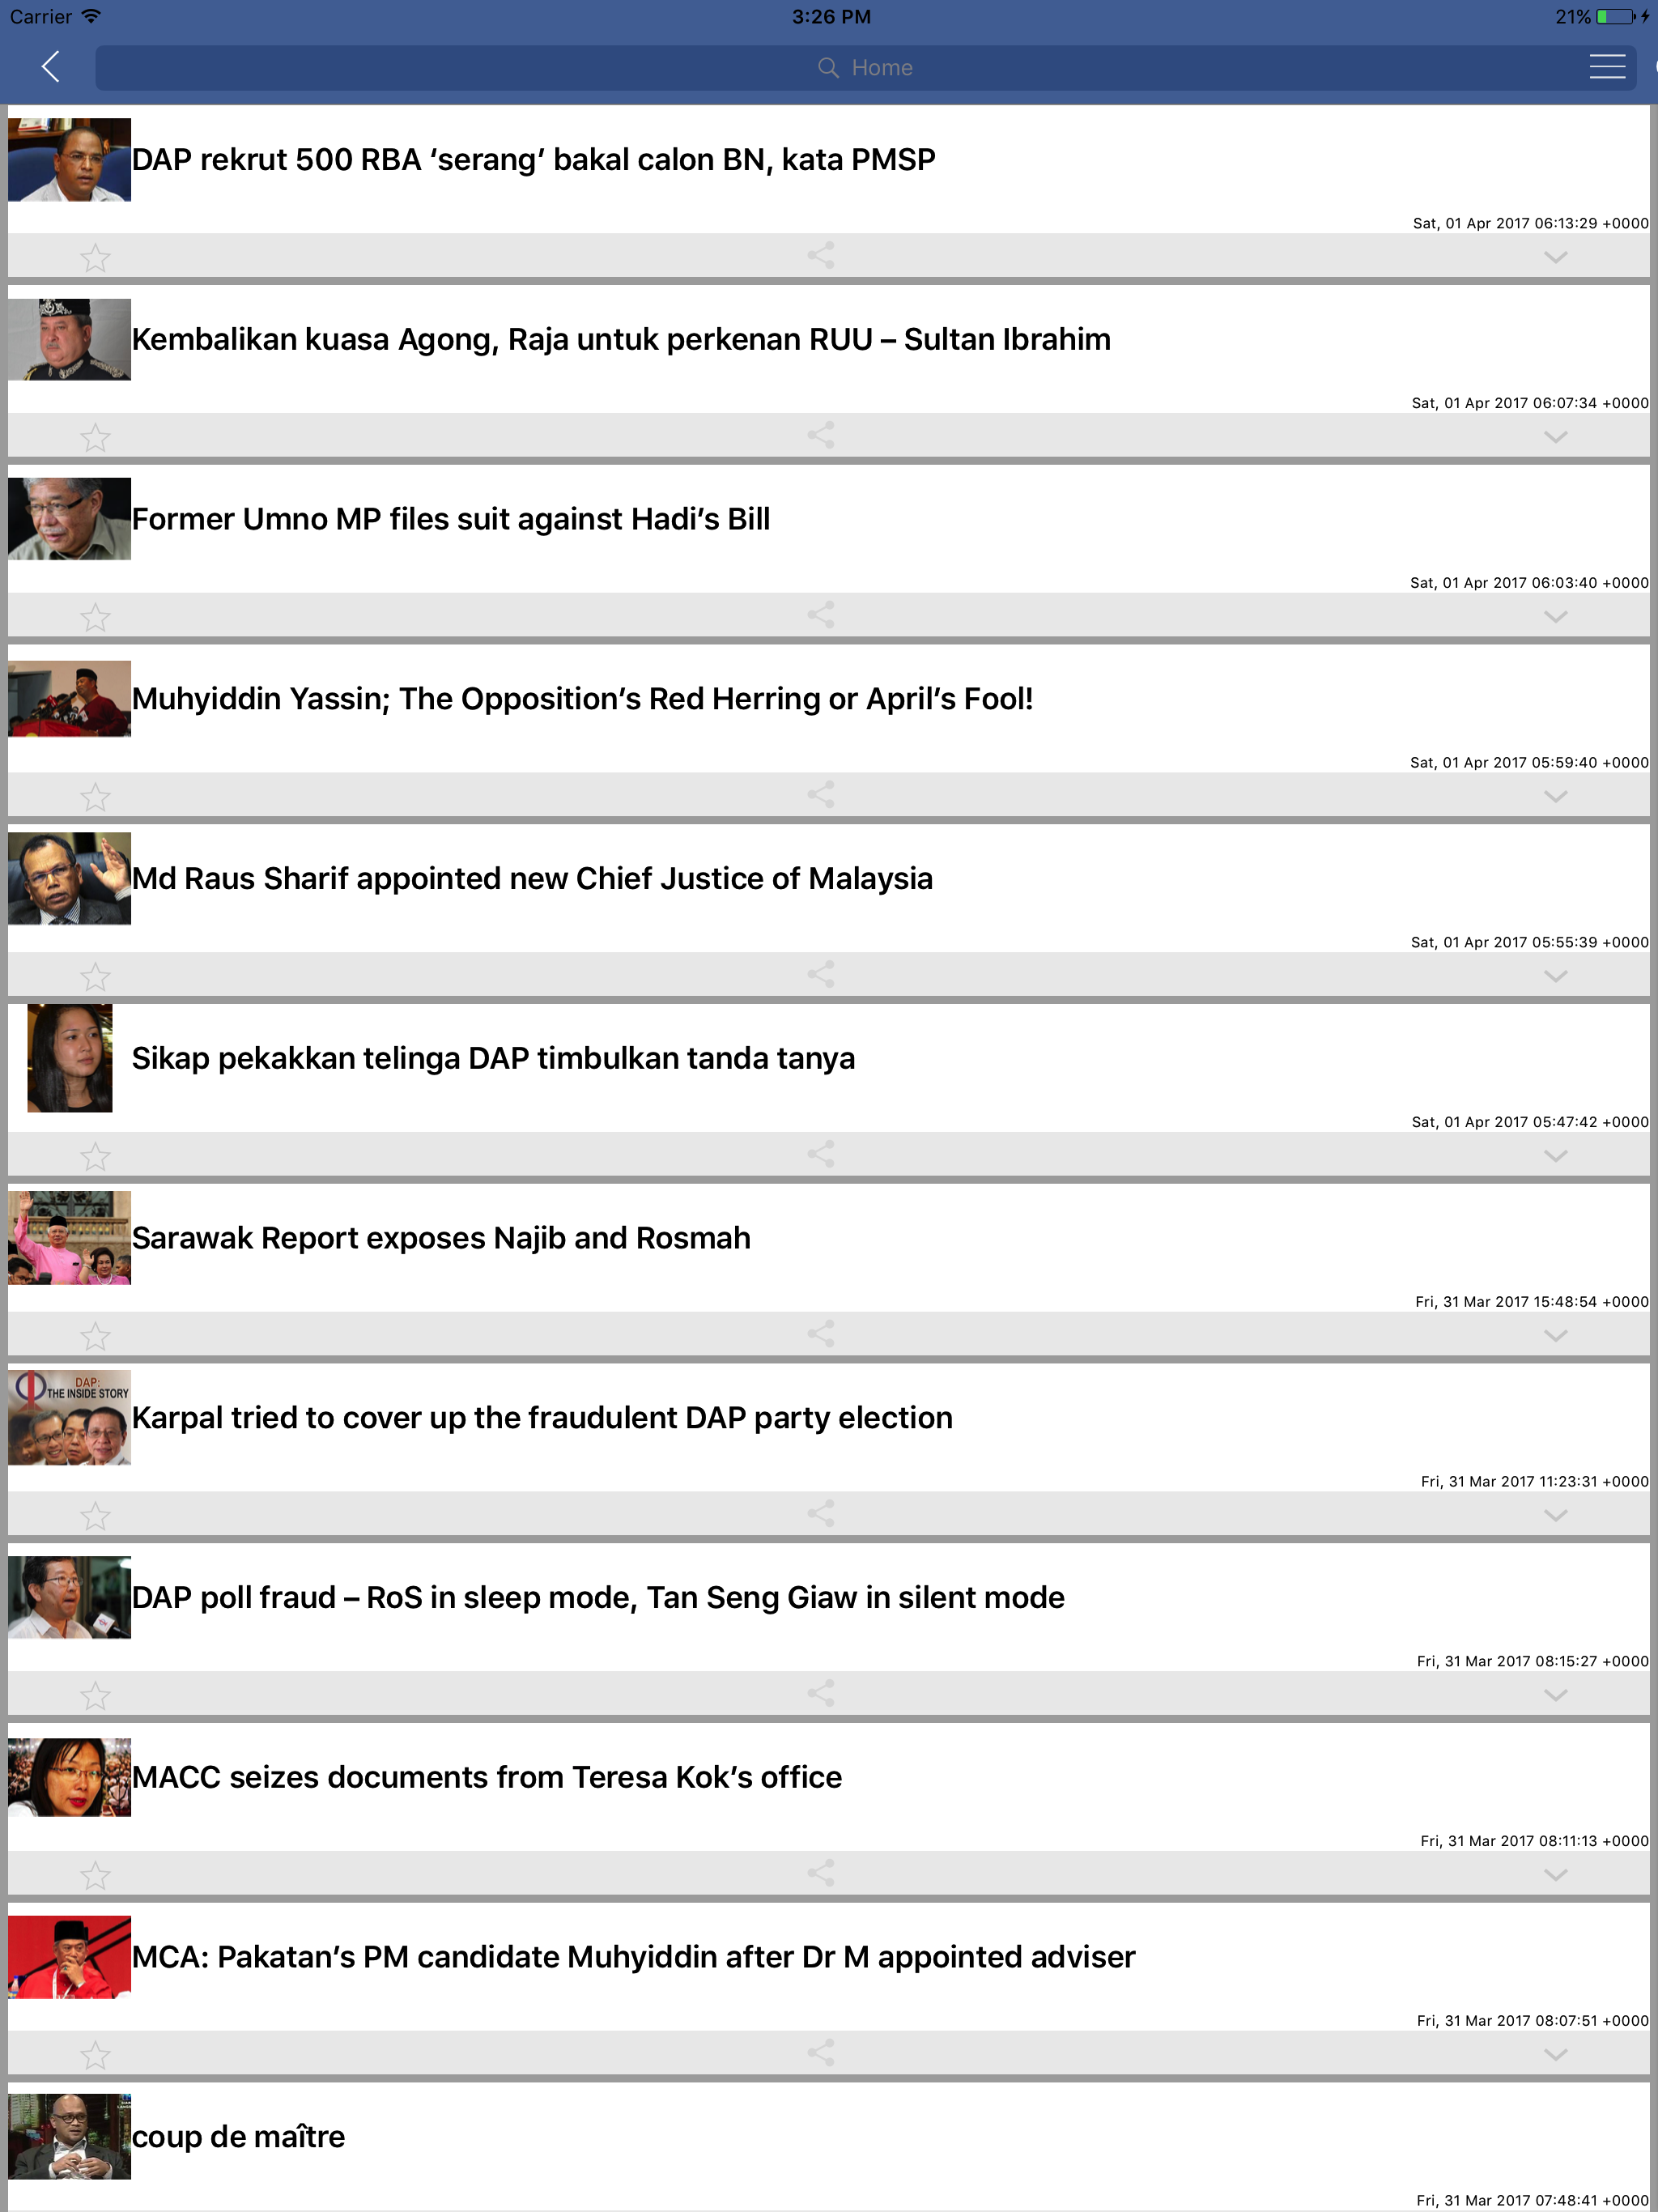 Carrier 3:26 PM 21%
Home
DAP rekrut 500 RBA ‘serang’ bakal calon BN, kata PMSP
Sat, 01 Apr 2017 06:13:29 +0000
Kembalikan kuasa Agong, Raja untuk perkenan RUU – Sultan Ibrahim
Sat, 01 Apr 2017 06:07:34 +0000
Former Umno MP files suit against Hadi’s Bill
Sat, 01 Apr 2017 06:03:40 +0000
Muhyiddin Yassin; The Opposition’s Red Herring or April’s Fool!
Sat, 01 Apr 2017 05:59:40 +0000
Md Raus Sharif appointed new Chief Justice of Malaysia
Sat, 01 Apr 2017 05:55:39 +0000
Sikap pekakkan telinga DAP timbulkan tanda tanya
Sat, 01 Apr 2017 05:47:42 +0000
Sarawak Report exposes Najib and Rosmah
Fri, 31 Mar 2017 15:48:54 +0000
DAP:
THE INSIDE STORY
Karpal tried to cover up the fraudulent DAP party election
Fri, 31 Mar 2017 11:23:31 +0000
DAP poll fraud – RoS in sleep mode, Tan Seng Giaw in silent mode
Fri, 31 Mar 2017 08:15:27 +0000
MACC seizes documents from Teresa Kok’s office
Fri, 31 Mar 2017 08:11:13 +0000
MCA: Pakatan’s PM candidate Muhyiddin after Dr M appointed adviser
Fri, 31 Mar 2017 08:07:51 +0000
coup de maître
Fri, 31 Mar 2017 07:48:41 +0000